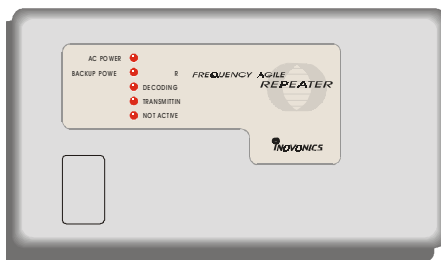 AC POWER
BACKUP POWE R
FREQUENCY AGILE
REPEATER
DECODING
TRANSMITTIN
NOT ACTIVE
INOVONICS